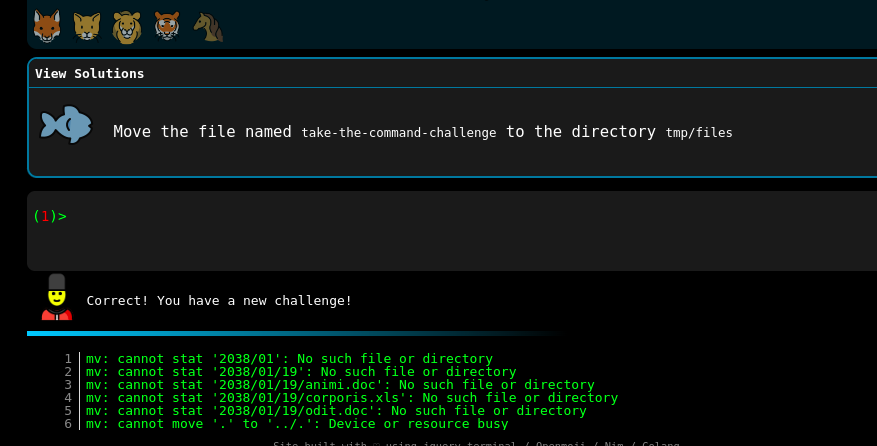 View Solutions
Move the file named take-the-command-challenge to the directory tmp/files
(1)>
Correct! You have a new challenge!
1 mv: cannot stat '2038/01': No such file or directory
2 mv: cannot stat '2038/01/19': No such file or directory
3 mv: cannot stat '2038/01/19/animi.doc': No such file or directory
4 mv: cannot stat '2038/01/19/corporis.xls': No such file or directory
5 mv: cannot stat '2038/01/19/odit.doc': No such file or directory
6 mv: cannot move '.' to '../.': Device or resource busy
Site built with using jquery.terminal / Openmoji / Nim / Golang